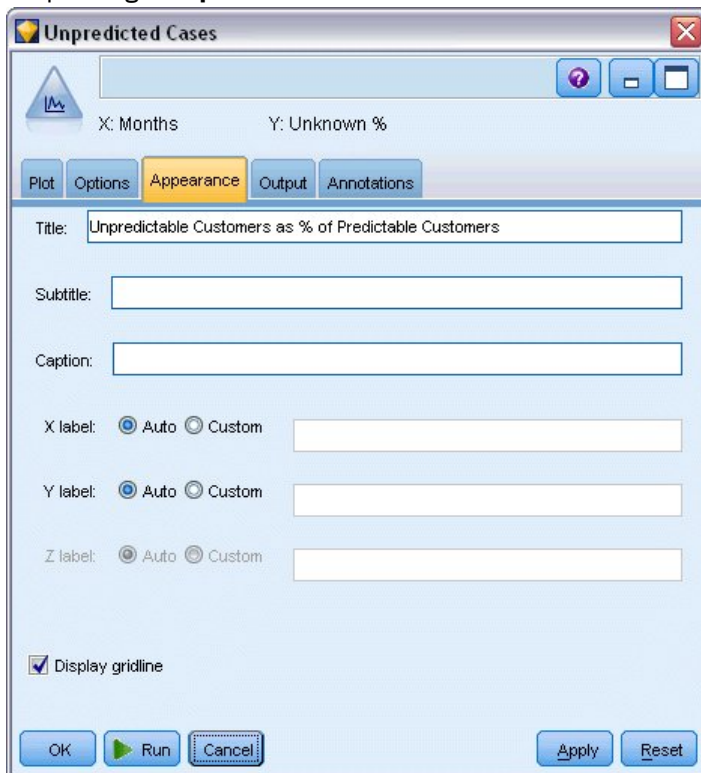 Unpredicted Cases
X: Months Y: Unknown %
Plot Options Appearance Output Annotations
Title: Unpredictable Customers as % of Predictable Customers
Subtitle:
Caption:
X label: Auto Custom
Y label: Auto Custom
Z label: Auto Custom
Display gridline
OK Run Cancel Apply Reset